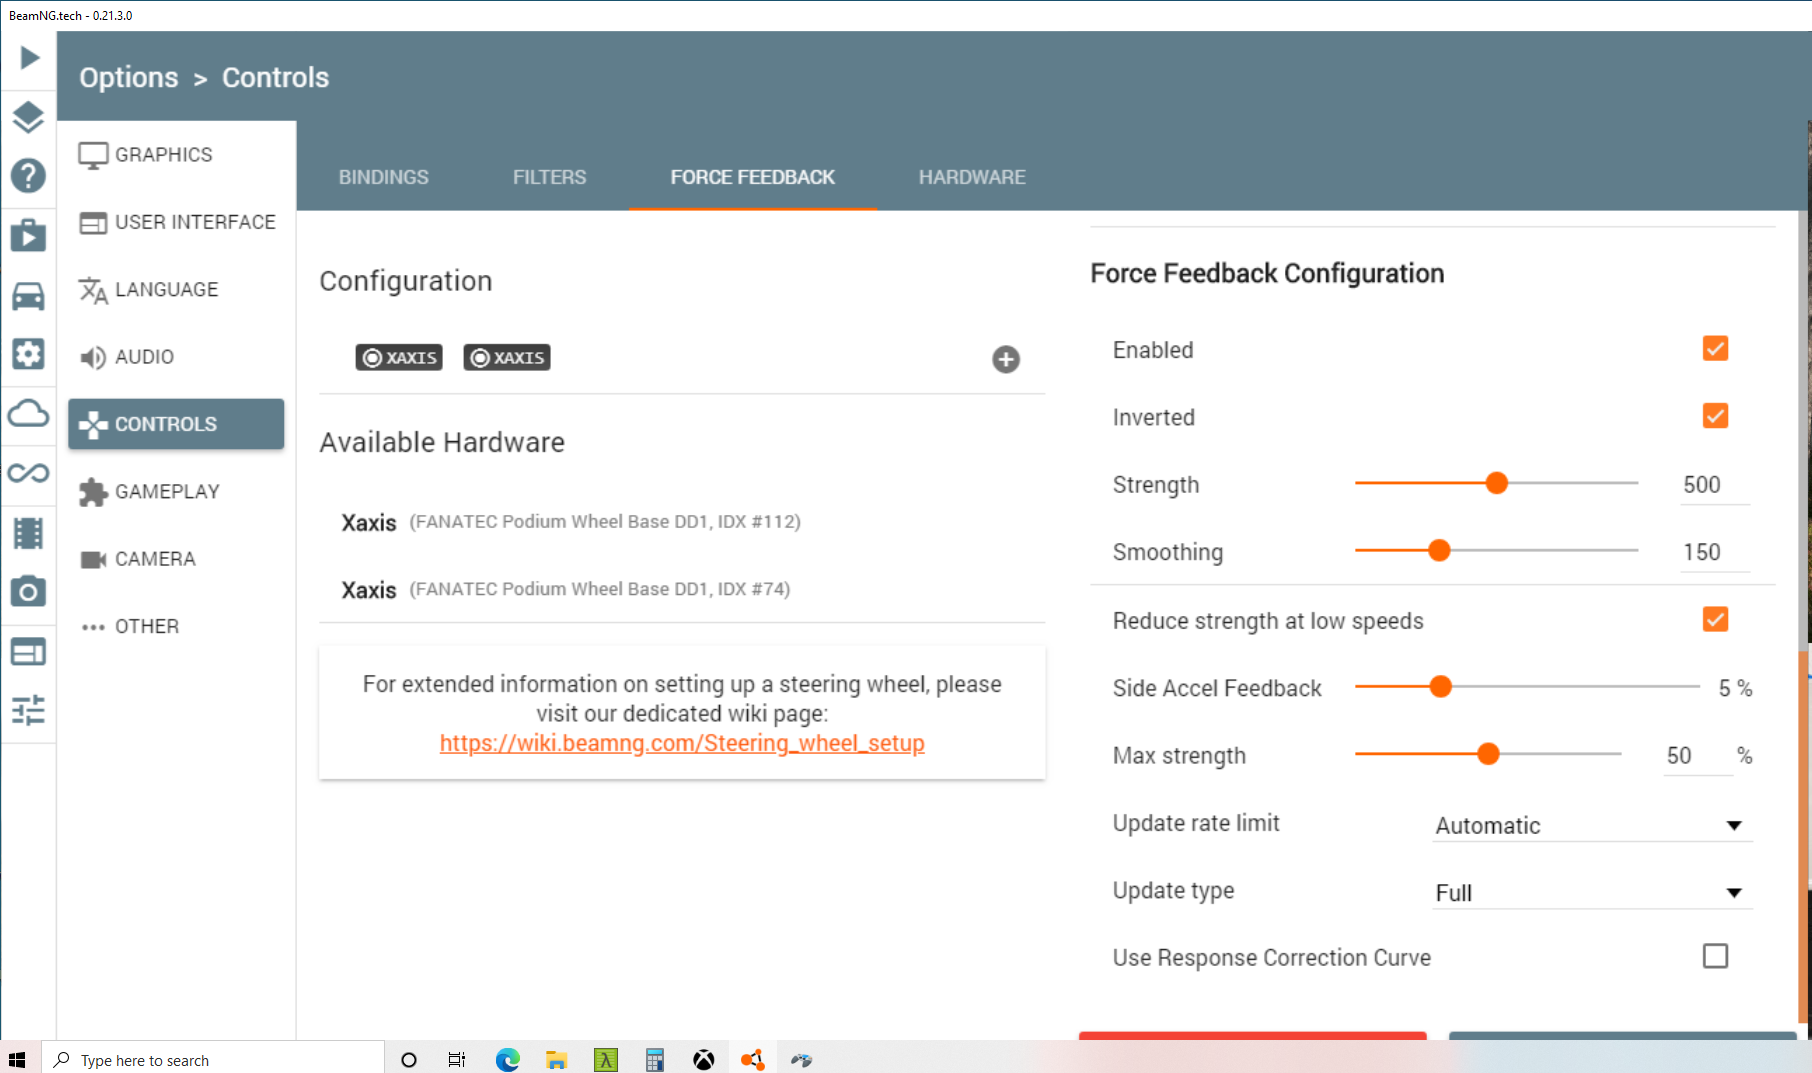 BeamNG.tech - 0.21.3.0
Options > Controls
GRAPHICS
USER INTERFACE
LANGUAGE
AUDIO
CONTROLS
GAMEPLAY
CAMERA
OTHER
BINDINGS
FILTERS
FORCE FEEDBACK
HARDWARE
Configuration
XAXIS
XAXIS
Available Hardware
Xaxis (FANATEC Podium Wheel Base DD1, IDX #112)
Xaxis (FANATEC Podium Wheel Base DD1, IDX #74)
For extended information on setting up a steering wheel, please
visit our dedicated wiki page:
https://wiki.beamng.com/Steering_wheel_setup
Force Feedback Configuration
Enabled
Inverted
Strength 500
Smoothing 150
Reduce strength at low speeds
Side Accel Feedback 5 %
Max strength 50 %
Update rate limit Automatic
Update type Full
Use Response Correction Curve
Type here to search